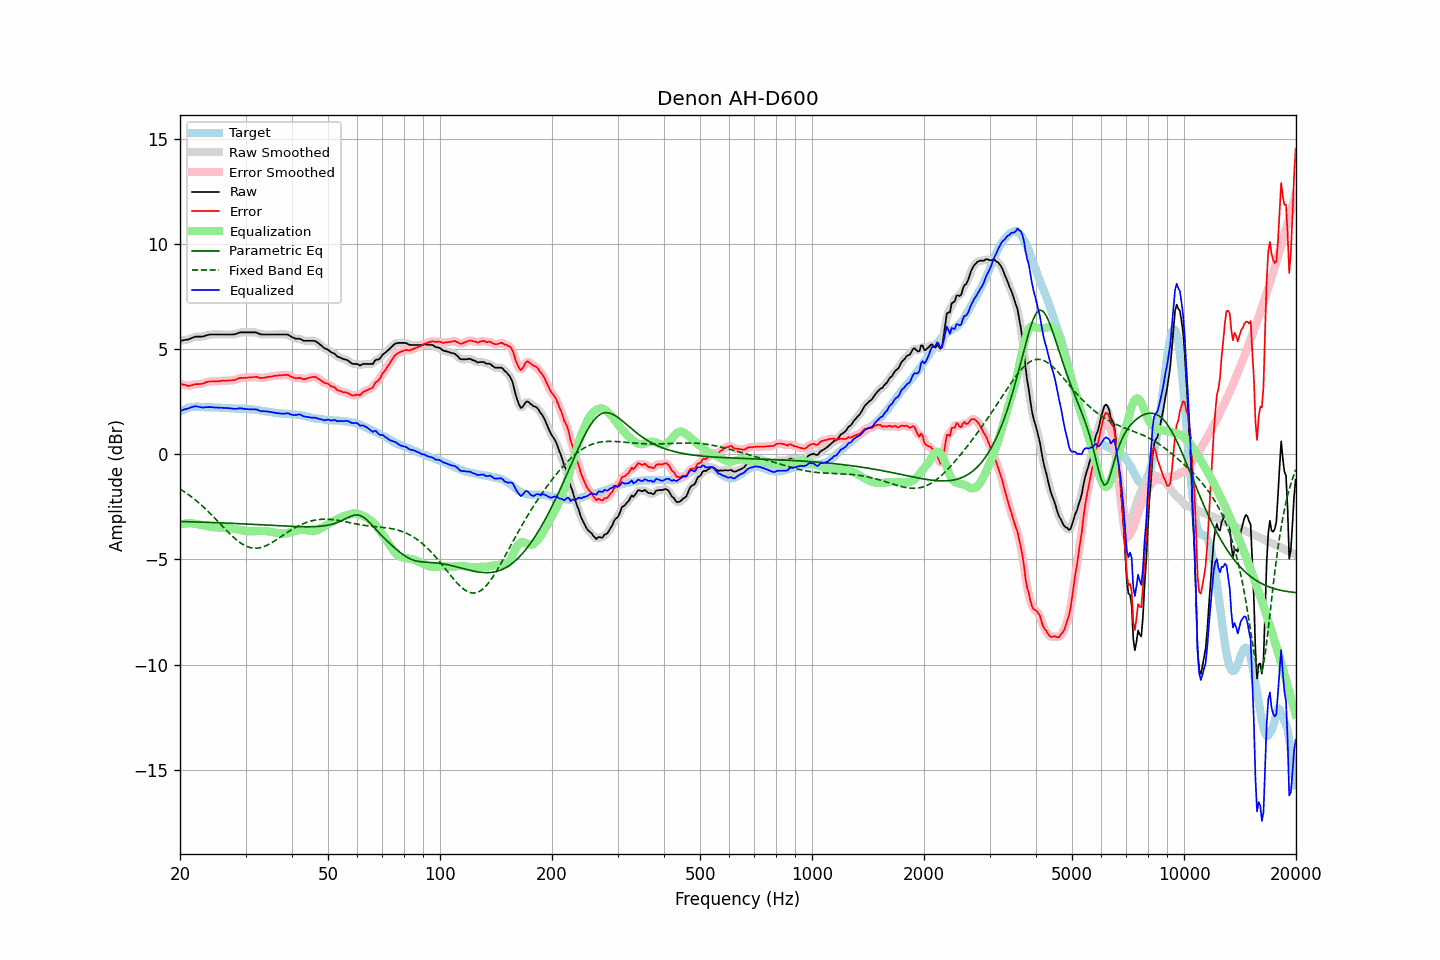 Denon AH-D600
Target
Raw Smoothed
Error Smoothed
Raw
Error
Equalization
Parametric Eq
Fixed Band Eq
Equalized
Amplitude (dBr)
15
10
5
0
−5
−10
−15
20 50 100 200 500 1000 2000 5000 10000 20000
Frequency (Hz)